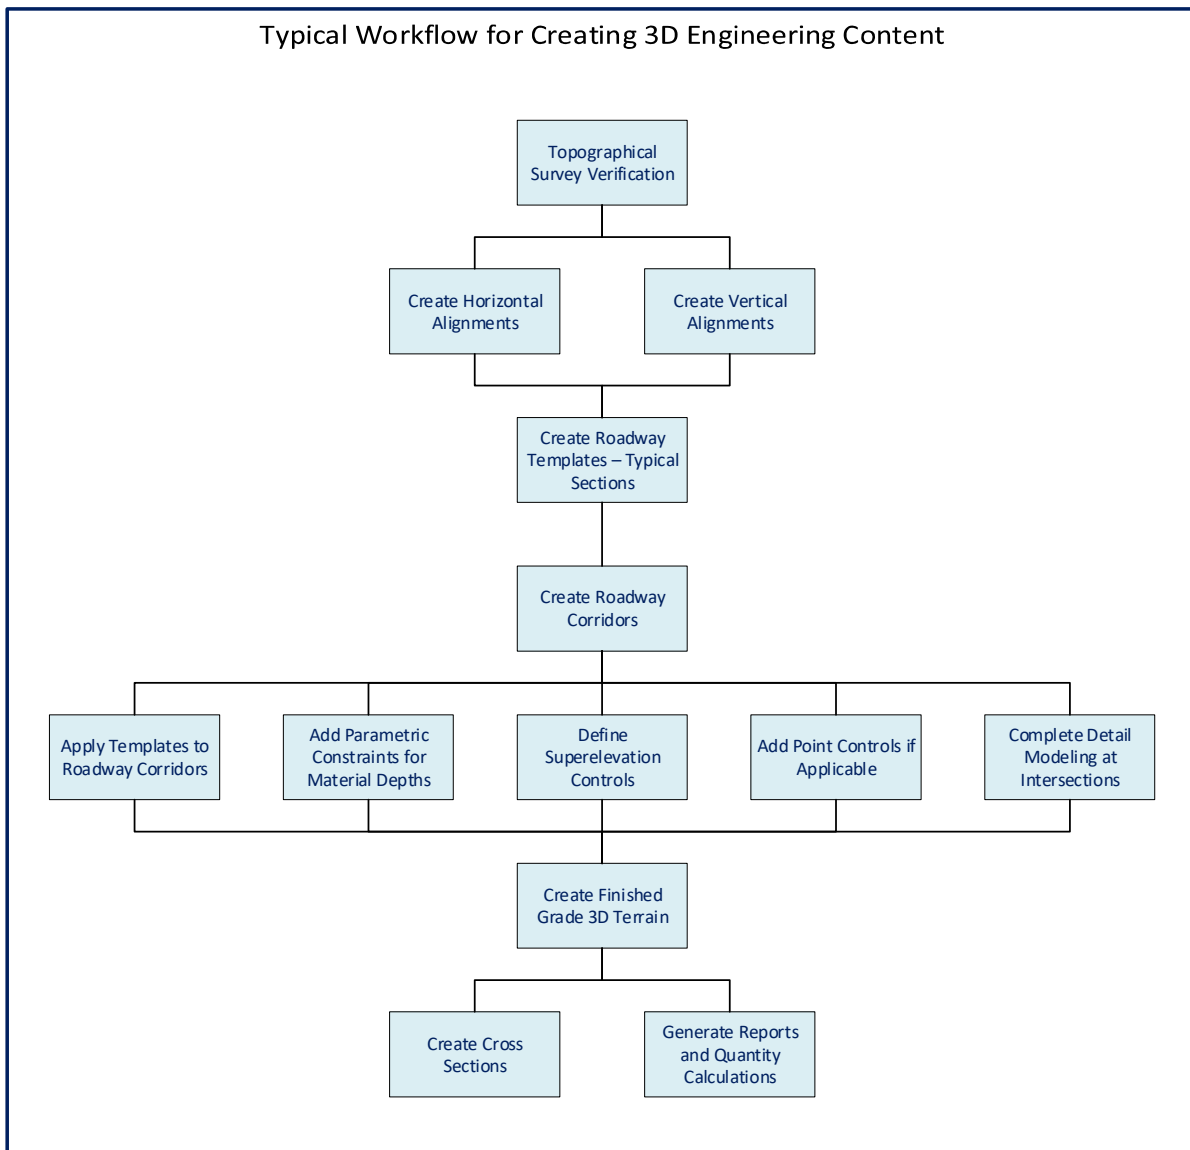 Typical Workflow for Creating 3D Engineering Content
Topographical
Survey Verification
Create Horizontal
Alignments
Create Vertical
Alignments
Create Roadway
Templates – Typical
Sections
Create Roadway
Corridors
Apply Templates to
Roadway Corridors
Add Parametric
Constraints for
Material Depths
Define
Superelevation
Controls
Add Point Controls if
Applicable
Complete Detail
Modeling at
Intersections
Create Finished
Grade 3D Terrain
Create Cross
Sections
Generate Reports
and Quantity
Calculations